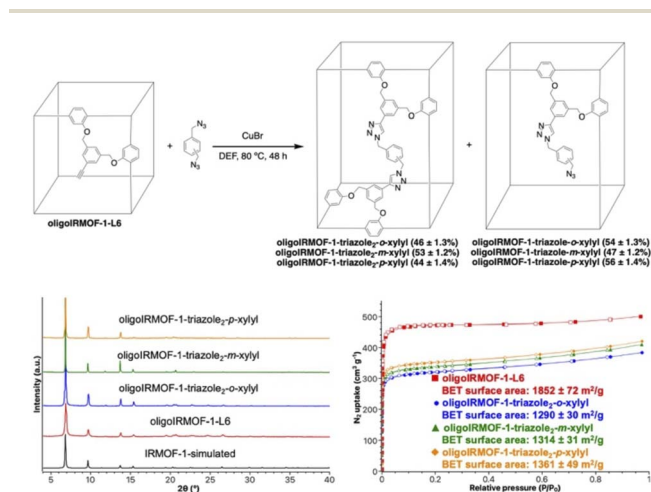 N₃
N₃
O
O
oligoIRMOF-1-L6
+
CuBr
DEF, 80 °C, 48 h
O
O
N
N
N
N
N
N
O
O
oligoIRMOF-1-triazole₂-o-xylyl (46 ± 1.3%)
oligoIRMOF-1-triazole₂-m-xylyl (53 ± 1.2%)
oligoIRMOF-1-triazole₂-p-xylyl (44 ± 1.4%)
+
O
O
N
N
N
N₃
oligoIRMOF-1-triazole-o-xylyl (54 ± 1.3%)
oligoIRMOF-1-triazole-m-xylyl (47 ± 1.2%)
oligoIRMOF-1-triazole-p-xylyl (56 ± 1.4%)
Intensity (a.u.)
oligoIRMOF-1-triazole₂-p-xylyl
oligoIRMOF-1-triazole₂-m-xylyl
oligoIRMOF-1-triazole₂-o-xylyl
oligoIRMOF-1-L6
IRMOF-1-simulated
5 10 15 20 25 30 35 40
2θ (°)
N₂ uptake (cm³ g⁻¹)
500
400
300
200
100
0
oligoIRMOF-1-L6
BET surface area: 1852 ± 72 m²/g
oligoIRMOF-1-triazole₂-o-xylyl
BET surface area: 1290 ± 30 m²/g
oligoIRMOF-1-triazole₂-m-xylyl
BET surface area: 1314 ± 31 m²/g
oligoIRMOF-1-triazole₂-p-xylyl
BET surface area: 1361 ± 49 m²/g
0.0 0.2 0.4 0.6 0.8 1.0
Relative pressure (P/P₀)